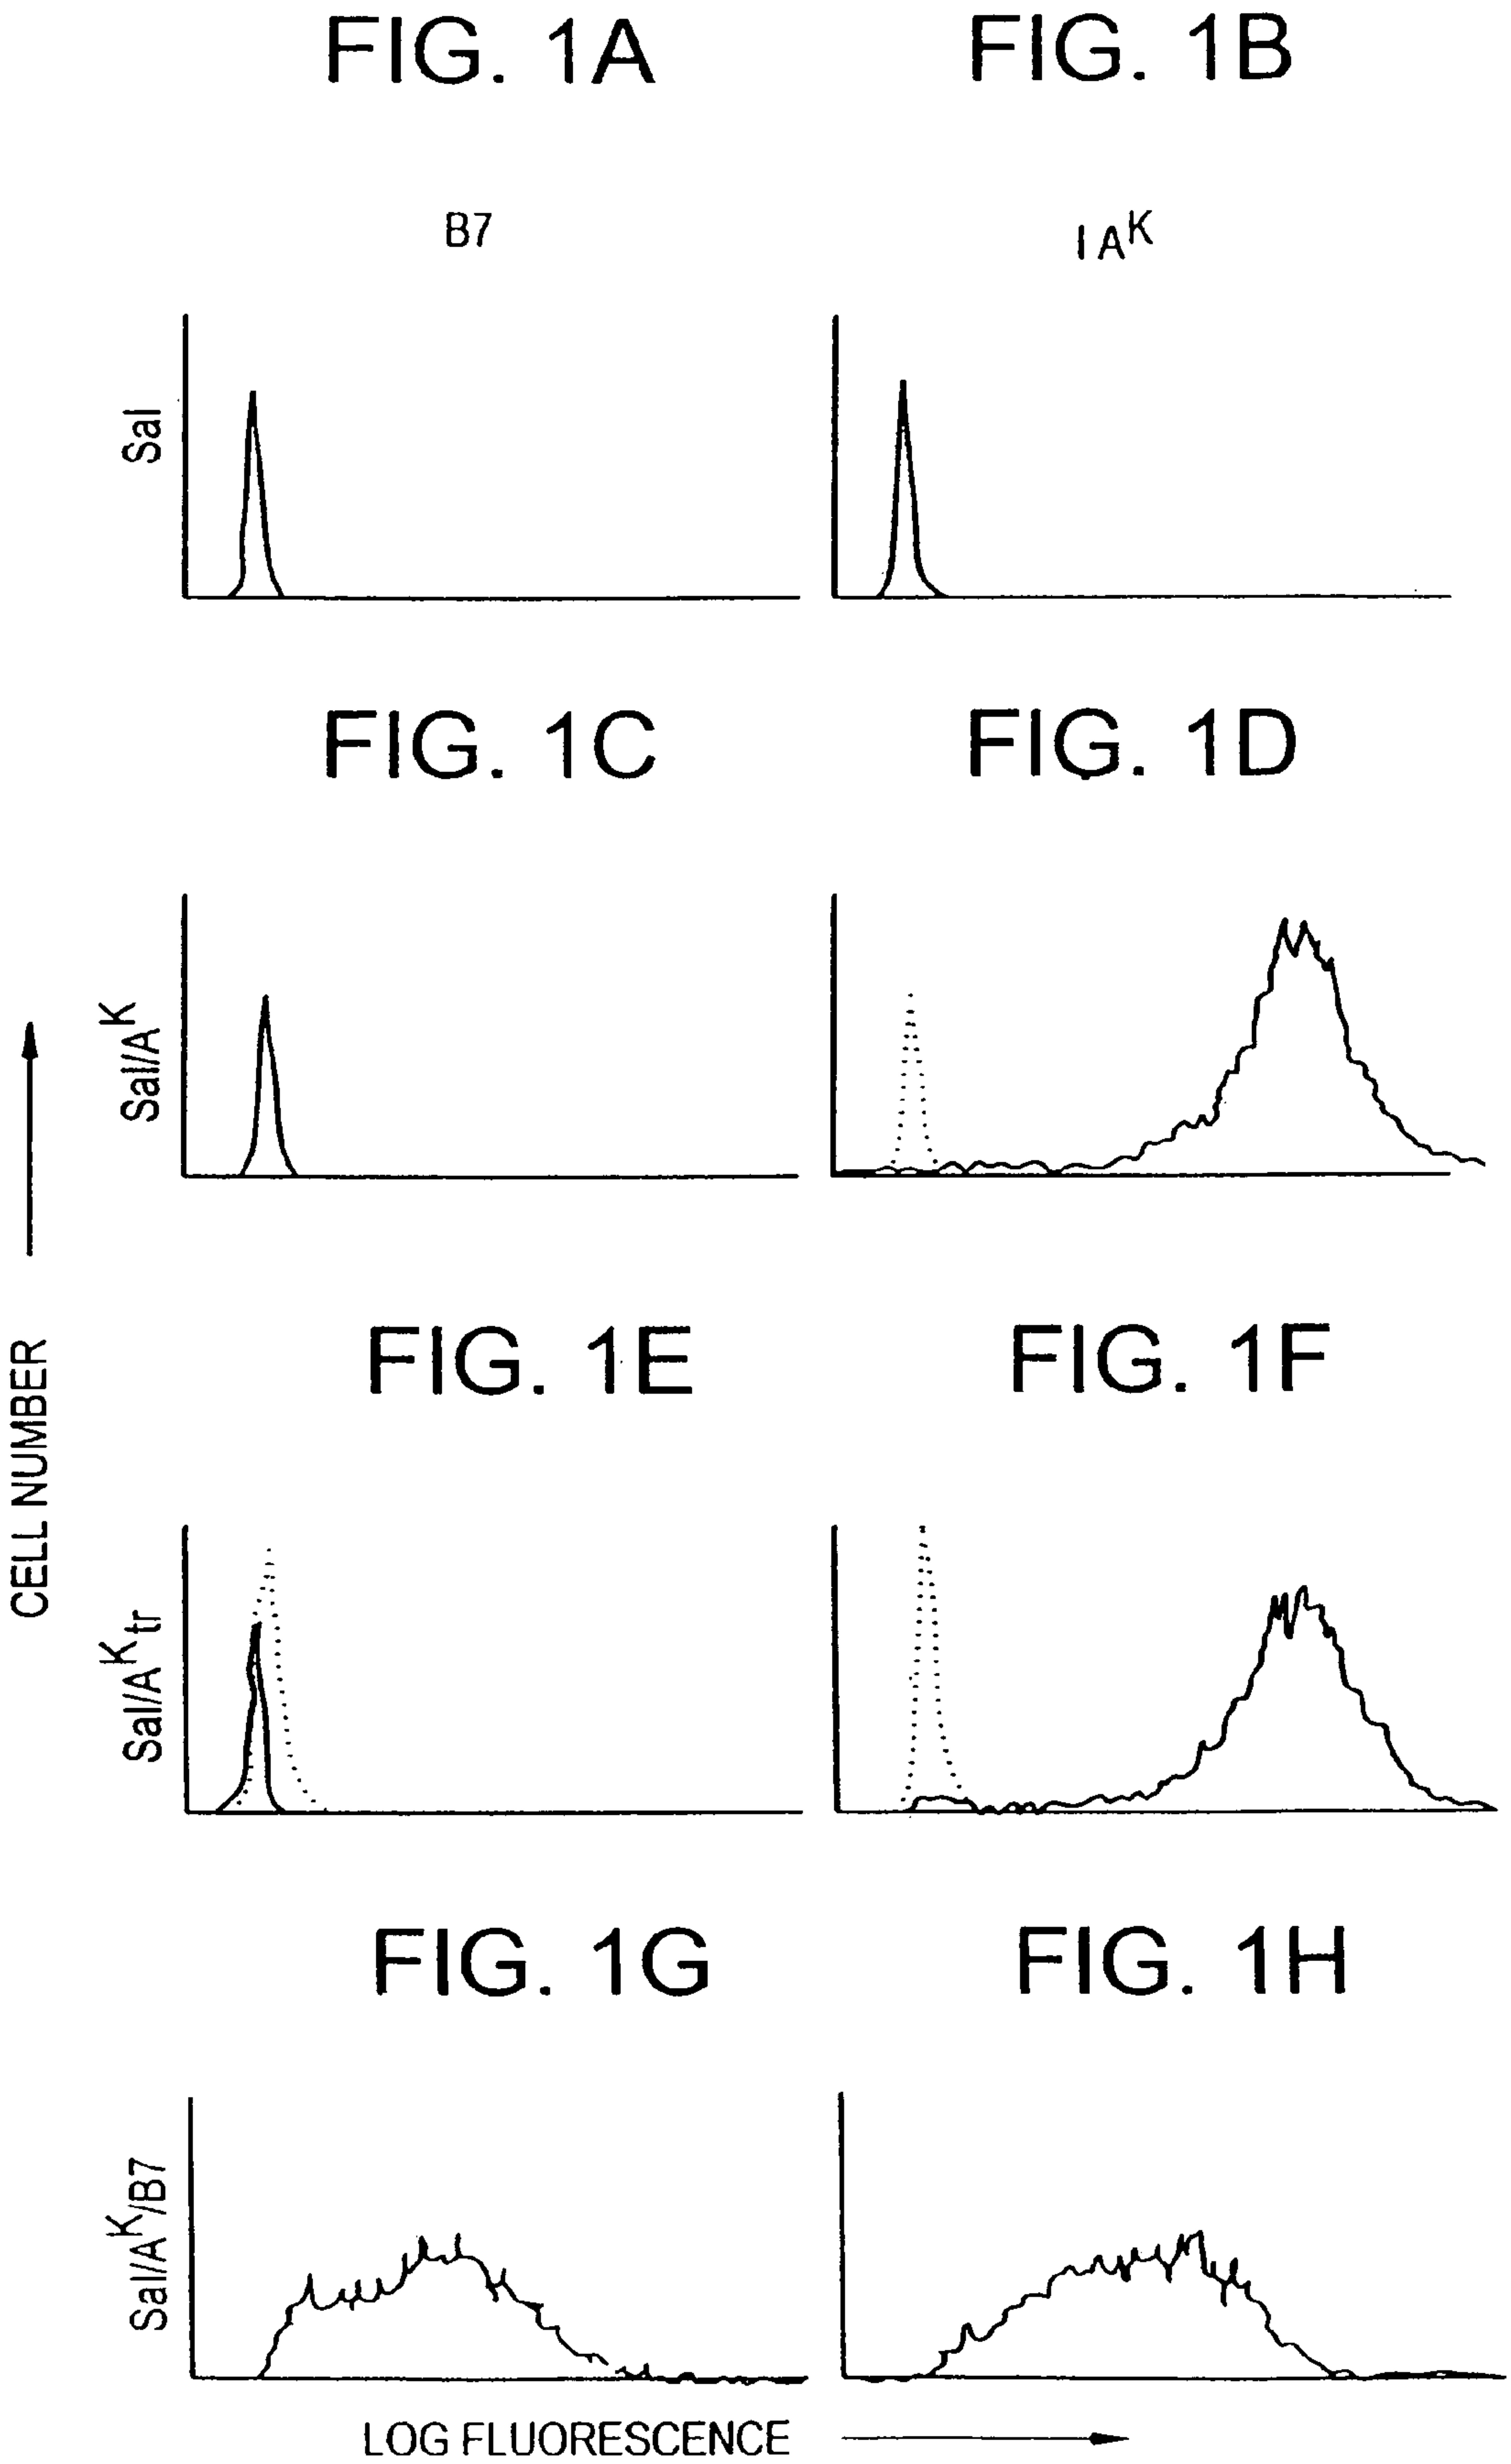 FIG. 1A
FIG. 1B
B7
I A^K
Sal
FIG. 1C
FIG. 1D
Sal/A^K
CELL NUMBER
FIG. 1E
FIG. 1F
Sal/A^K tr
FIG. 1G
FIG. 1H
Sal/A^K/B7
LOG FLUORESCENCE